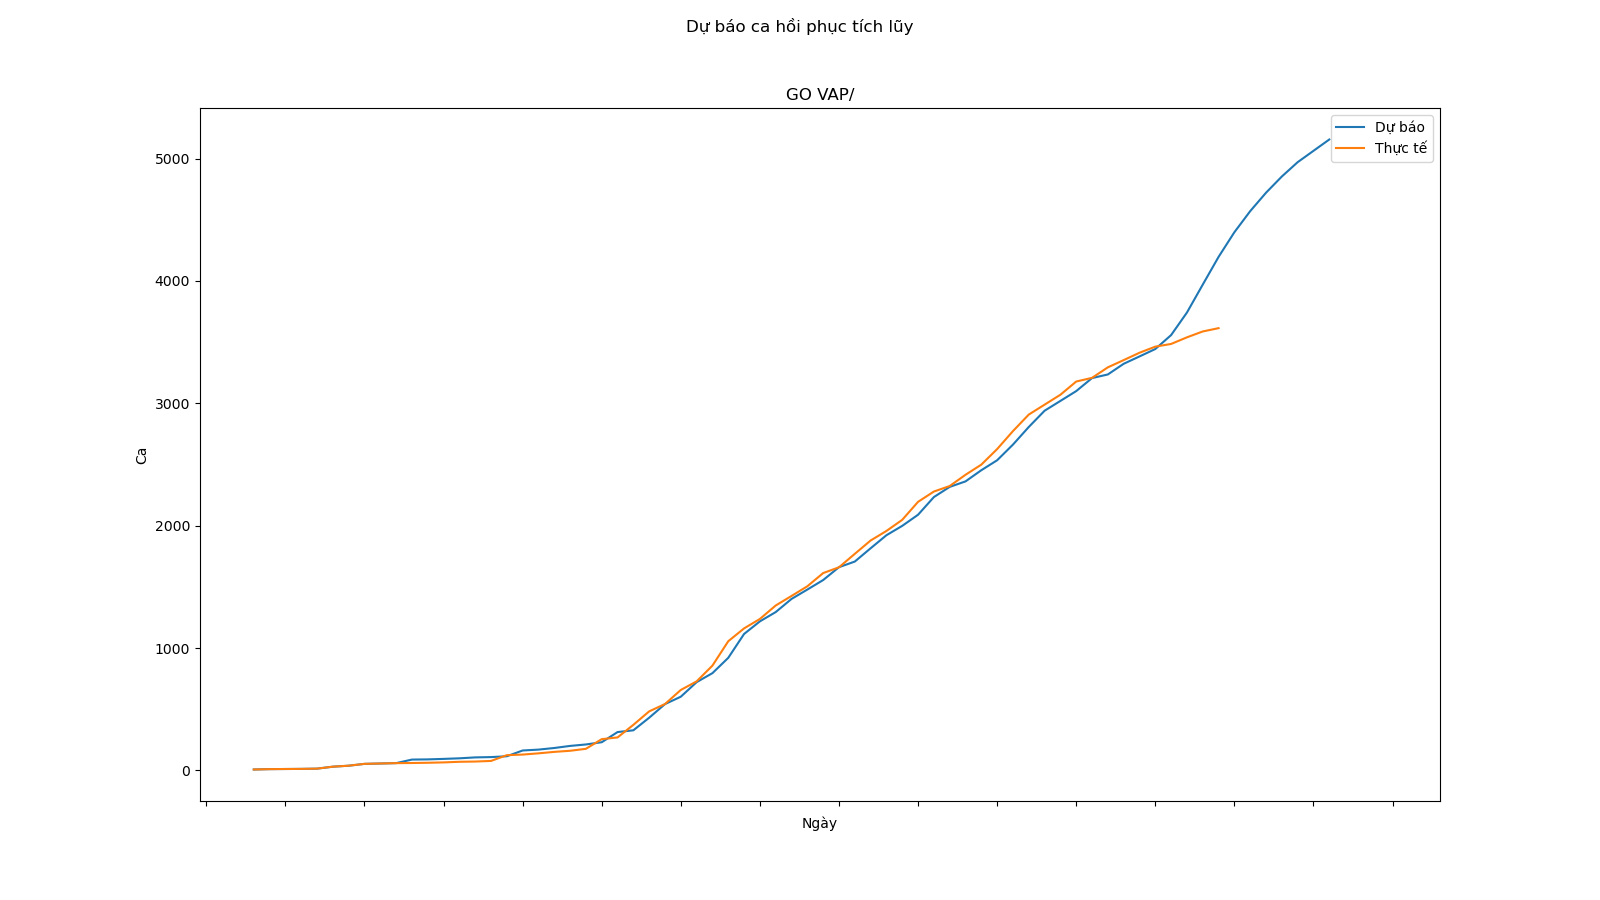 Dự báo ca hồi phục tích lũy
GO VAP/
Dự báo
Thực tế
5000
4000
3000
2000
1000
0
Ca
Ngày